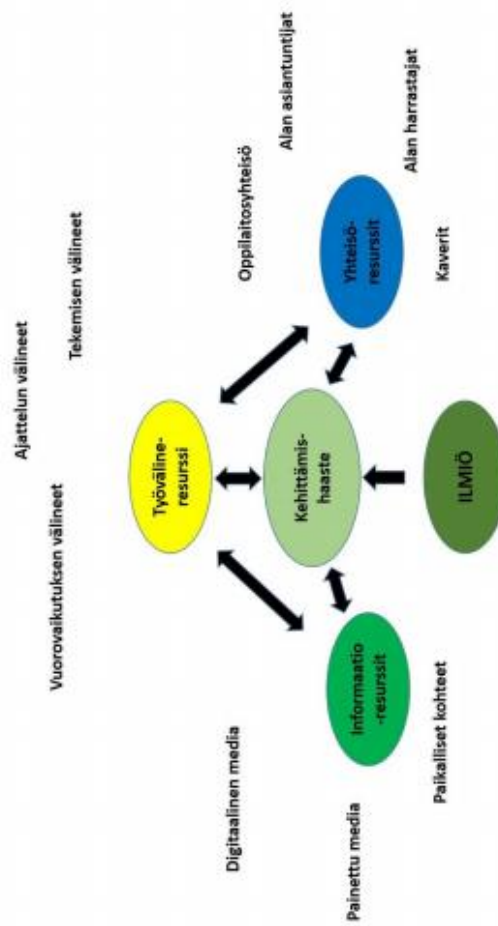 Ajattelun välineet
Vuorovaikutuksen välineet
Tekemisen välineet
Työväline-
resurssi
Digitaalinen media
Oppilaitosyhteisö
Alan asiantuntijat
Kehittämis-
haaste
Painettu media
Informaatio
-resurssit
Yhteisö-
resurssit
Alan harrastajat
Paikalliset kohteet
ILMIÖ
Kaverit